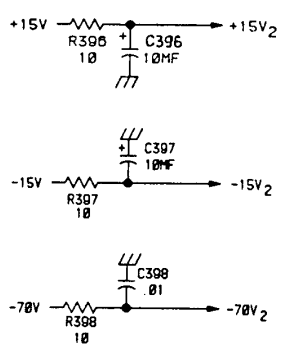 +15V
+15V2
R396
10
+
C396
10MF
+
C397
10MF
-15V
-15V2
R397
10
C398
.01
-70V
-70V2
R398
10